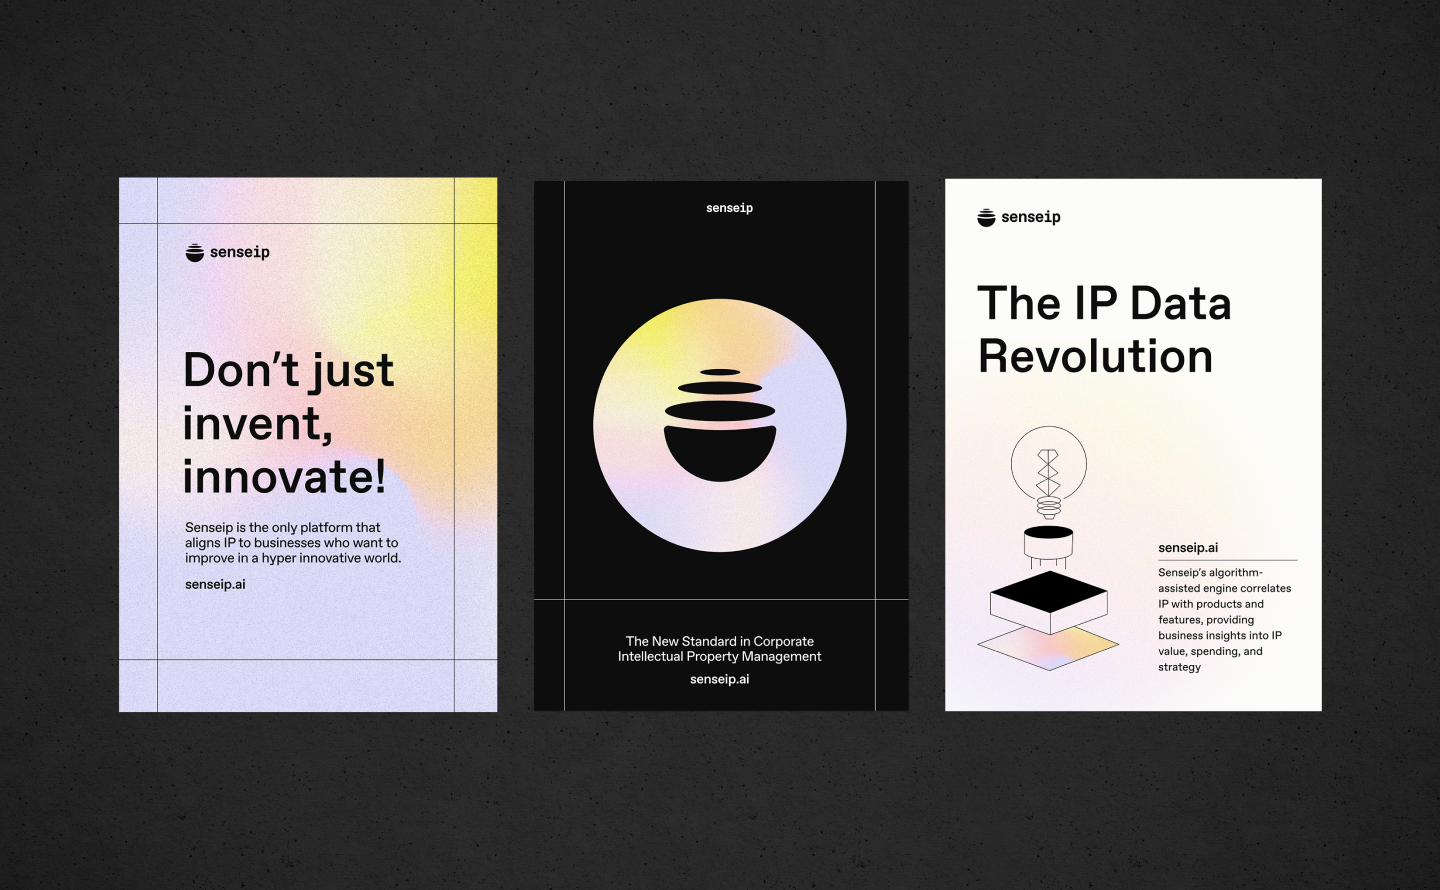 senseip
Don’t just
invent,
innovate!
Senseip is the only platform that
aligns IP to businesses who want to
improve in a hyper innovative world.
senseip.ai
senseip
The New Standard in Corporate
Intellectual Property Management
senseip.ai
senseip
The IP Data
Revolution
senseip.ai
Senseip’s algorithm-
assisted engine correlates
IP with products and
features, providing
business insights into IP
value, spending, and
strategy